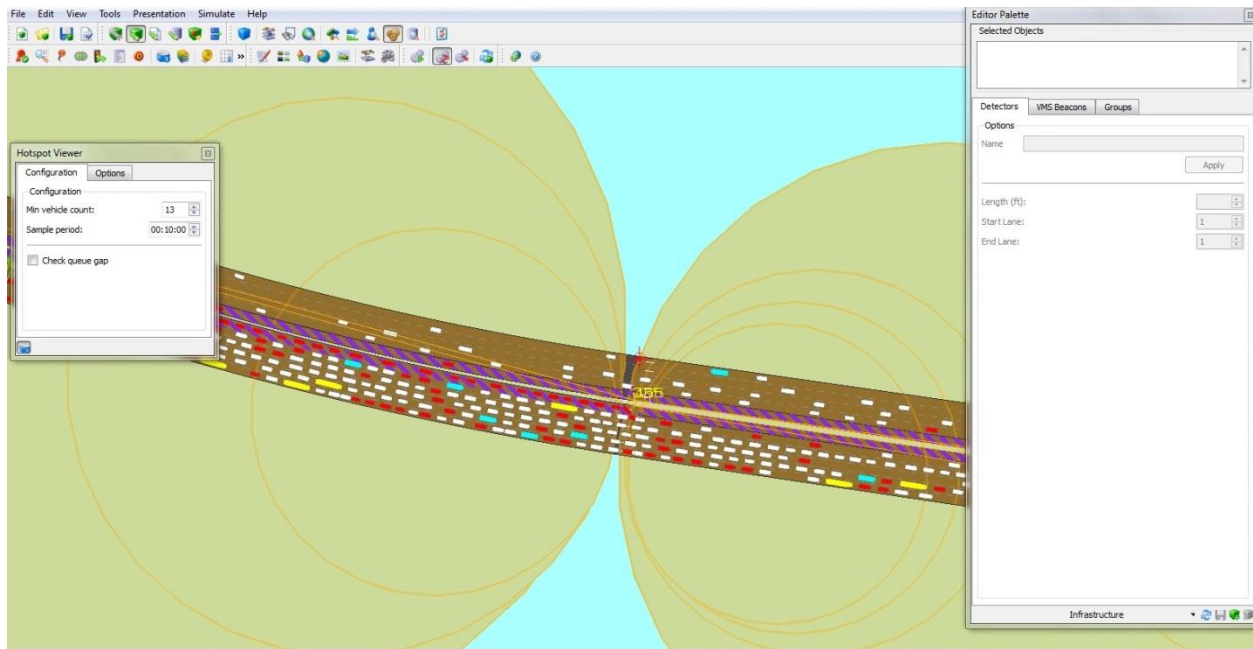 File Edit View Tools Presentation Simulate Help
»
Hotspot Viewer
Configuration Options
Configuration
Min vehicle count: 13
Sample period: 00:10:00
Check queue gap
Editor Palette
Selected Objects
Detectors VMS Beacons Groups
Options
Name
Apply
Length (ft):
Start Lane: 1
End Lane: 1
Infrastructure